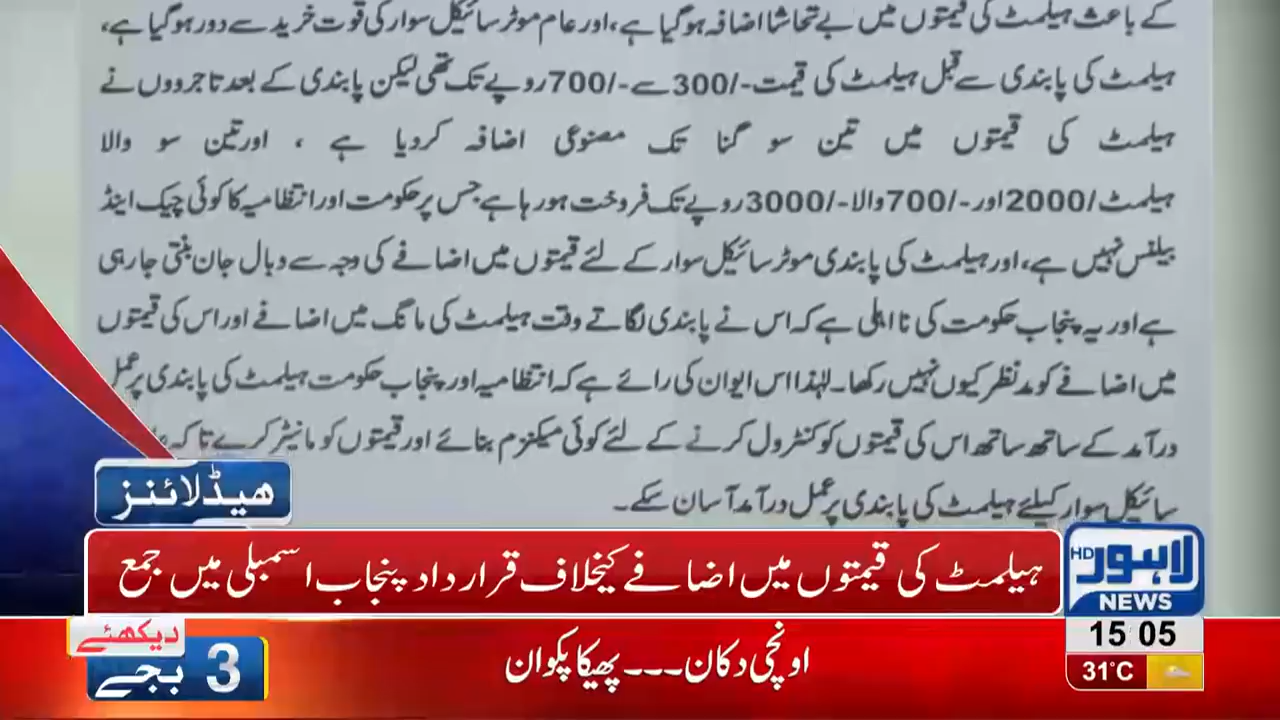 کے باعث ہیلمٹ کی قیمتوں میں بے تحاشا اضافہ ہوگیا ہے، اور عام موٹر سائیکل سوار کی قوت خرید سے دور ہوگیا ہے،
ہیلمٹ کی پابندی سے قبل ہیلمٹ کی قیمت -/300 سے -/700 روپے تک تھی لیکن پابندی کے بعد تاجرووں نے
ہیلمٹ کی قیمتوں میں تین سو گنا تک مصنوعی اضافہ کردیا ہے ، اورتین سو والا
ہیلمٹ /2000 اور -/700 والا -/3000 روپے تک فروخت ہورہا ہے جس پر حکومت اور انتظامیہ کا کوئی چیک اینڈ
بیلنس نہیں ہے، اور ہیلمٹ کی پابندی موٹر سائیکل سوار کے لئے قیمتوں میں اضافے کی وجہ سے وبال جان بنتی جارہی
ہے اور یہ پنجاب حکومت کی نااہلی ہے کہ اس نے پابندی لگاتے وقت ہیلمٹ کی مانگ میں اضافے اور اس کی قیمتوں
میں اضافے کو مدنظر کیوں نہیں رکھا۔ لہٰذا اس ایوان کی رائے ہے کہ انتظامیہ اور پنجاب حکومت ہیلمٹ کی پابندی پر عمل
درآمد کے ساتھ ساتھ اس کی قیمتوں کو کنٹرول کرنے کے لئے کوئی میکنزم بنائے اور قیمتوں کو مانیٹر کرے تاکہ
سائیکل سوار کیلئے ہیلمٹ کی پابندی پر عمل درآمد آسان سکے۔
ھیڈلائنز
ہیلمٹ کی قیمتوں میں اضافے کیخلاف قرارداد پنجاب اسمبلی میں جمع
لاہور HD
NEWS
15 05
31°C
دیکھئے
3 بجے
اونچی دکان۔۔۔ پھیکا پکوان